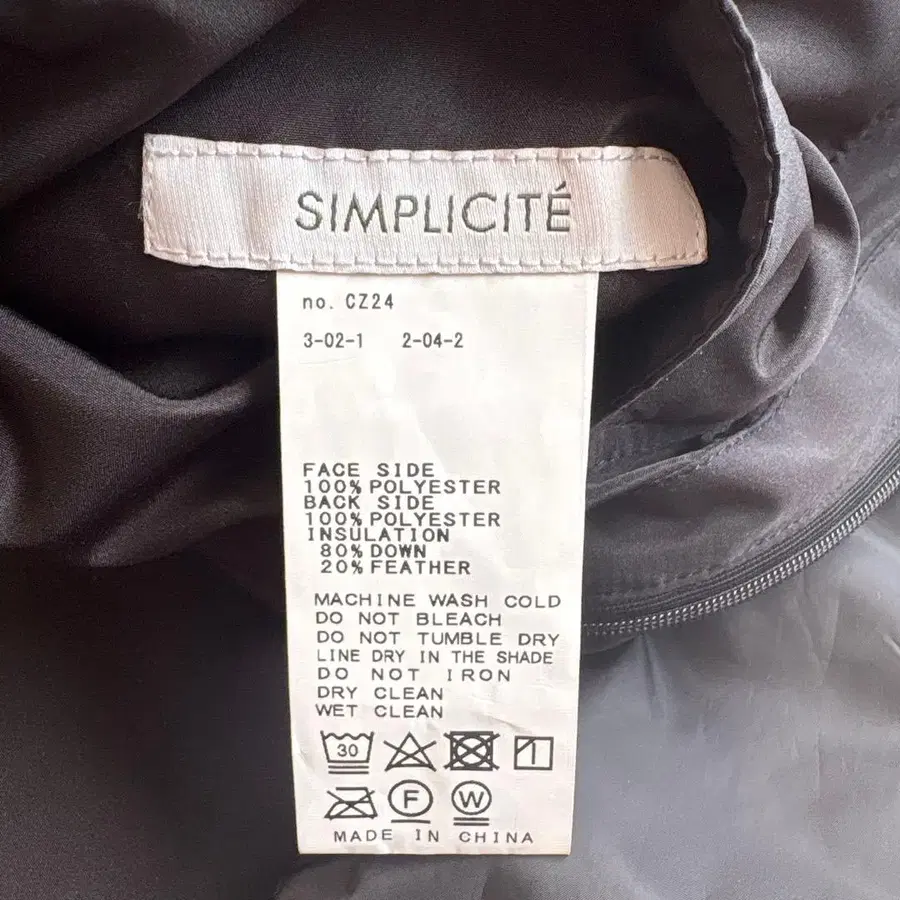 SIMPLICITÉ
no. CZ24
3-02-1 2-04-2
FACE SIDE
100% POLYESTER
BACK SIDE
100% POLYESTER
INSULATION
80% DOWN
20% FEATHER
MACHINE WASH COLD
DO NOT BLEACH
DO NOT TUMBLE DRY
LINE DRY IN THE SHADE
DO NOT IRON
DRY CLEAN
WET CLEAN
30
F W
MADE IN CHINA